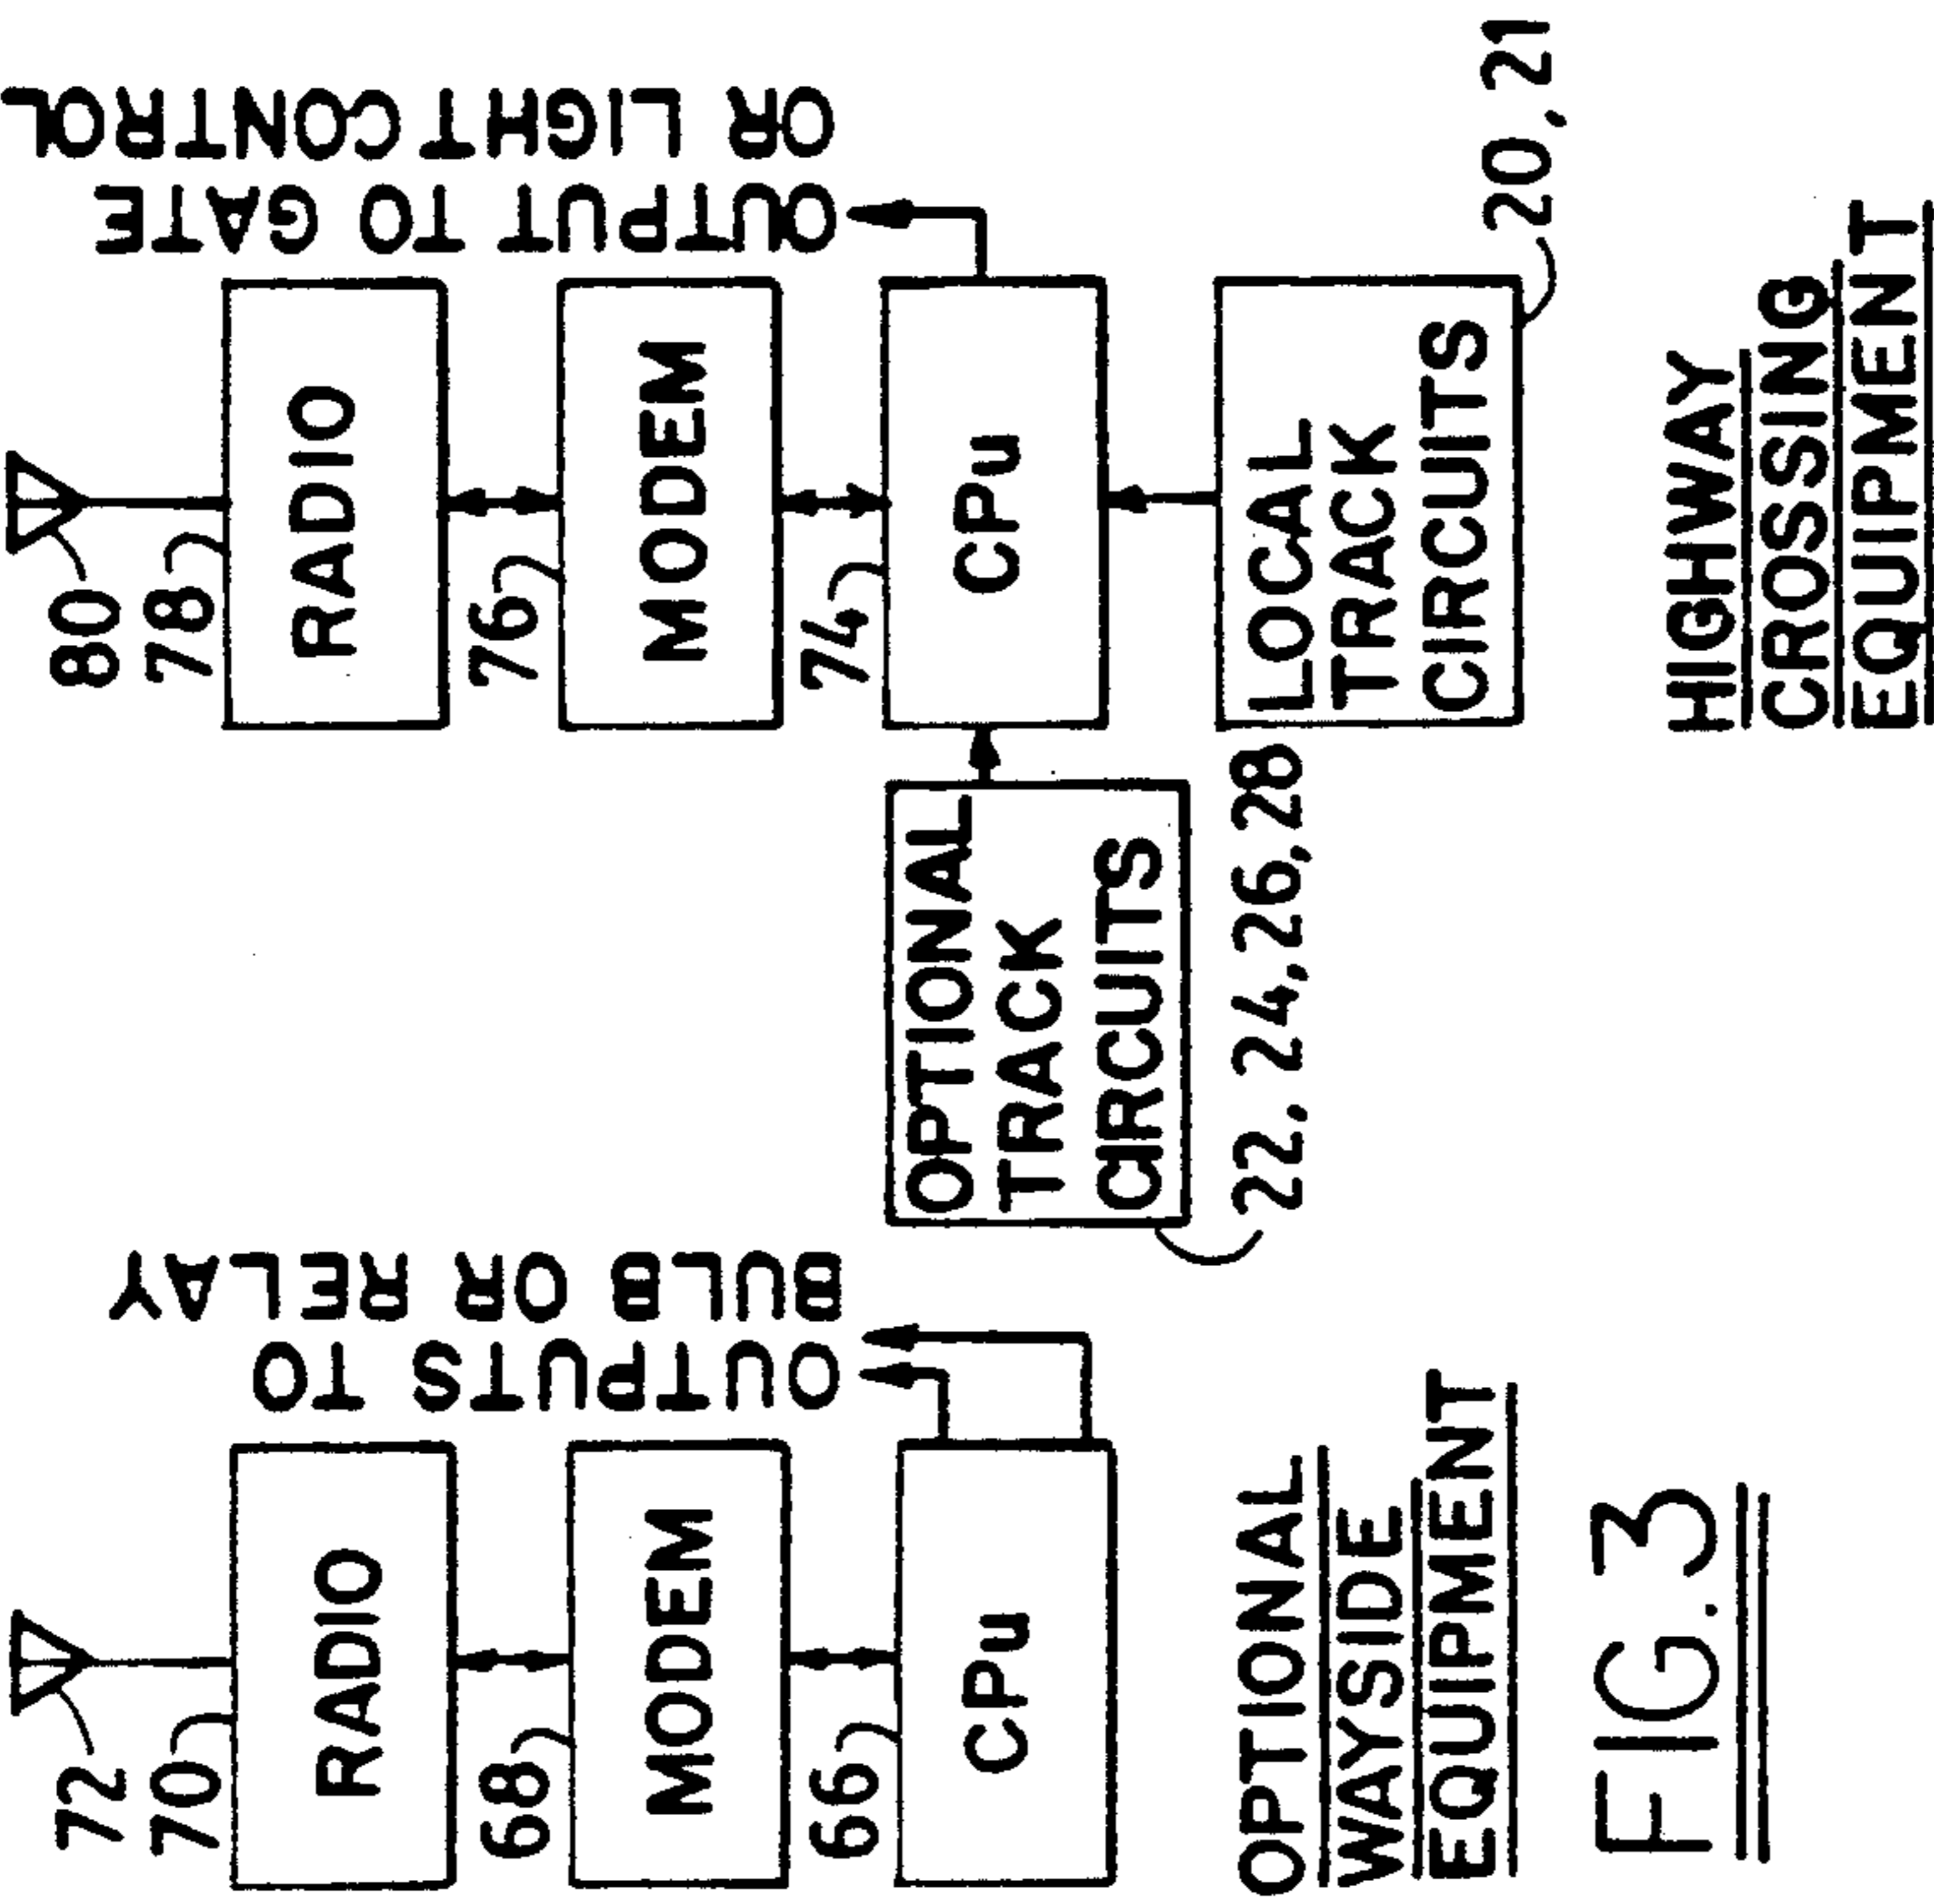 72
70
RADIO
68
MODEM
66
CPU
OUTPUTS TO
BULB OR RELAY
OPTIONAL
WAYSIDE
EQUIPMENT
80
78
RADIO
76
MODEM
74
CPU
OUTPUT TO GATE
OR LIGHT CONTROL
OPTIONAL
TRACK
CIRCUITS
22, 24, 26, 28
LOCAL
TRACK
CIRCUITS
20, 21
HIGHWAY
CROSSING
EQUIPMENT
FIG. 3